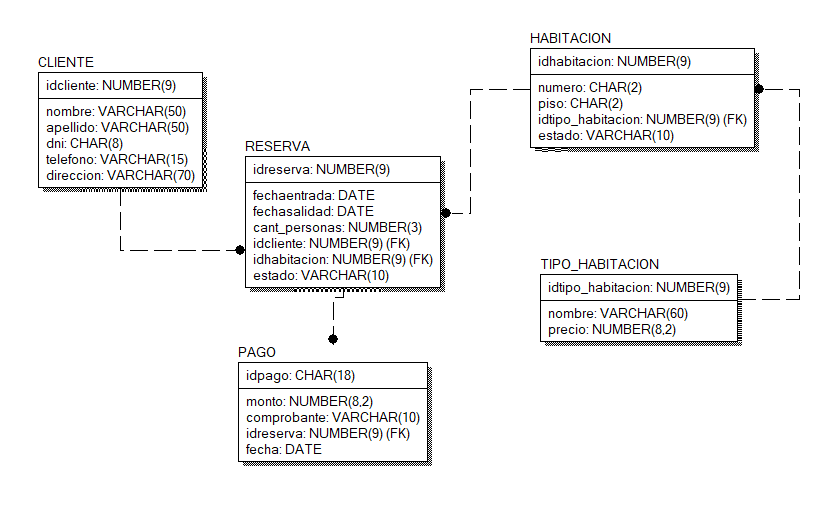 CLIENTE
idcliente: NUMBER(9)
nombre: VARCHAR(50)
apellido: VARCHAR(50)
dni: CHAR(8)
telefono: VARCHAR(15)
direccion: VARCHAR(70)
RESERVA
idreserva: NUMBER(9)
fechaentrada: DATE
fechasalidad: DATE
cant_personas: NUMBER(3)
idcliente: NUMBER(9) (FK)
idhabitacion: NUMBER(9) (FK)
estado: VARCHAR(10)
HABITACION
idhabitacion: NUMBER(9)
numero: CHAR(2)
piso: CHAR(2)
idtipo_habitacion: NUMBER(9) (FK)
estado: VARCHAR(10)
TIPO_HABITACION
idtipo_habitacion: NUMBER(9)
nombre: VARCHAR(60)
precio: NUMBER(8,2)
PAGO
idpago: CHAR(18)
monto: NUMBER(8,2)
comprobante: VARCHAR(10)
idreserva: NUMBER(9) (FK)
fecha: DATE